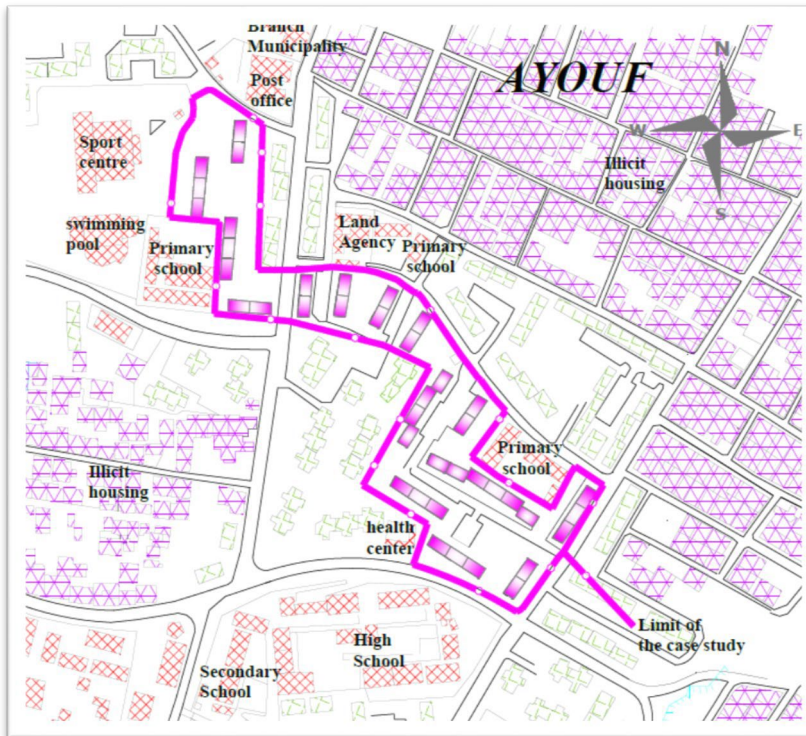 Branch
Municipality
Post
office
AYOUF
N
W
E
S
Sport
centre
Illicit
housing
swimming
pool
Primary
school
Land
Agency
Primary
school
Primary
school
Illicit
housing
health
center
Limit of
the case study
High
School
Secondary
School